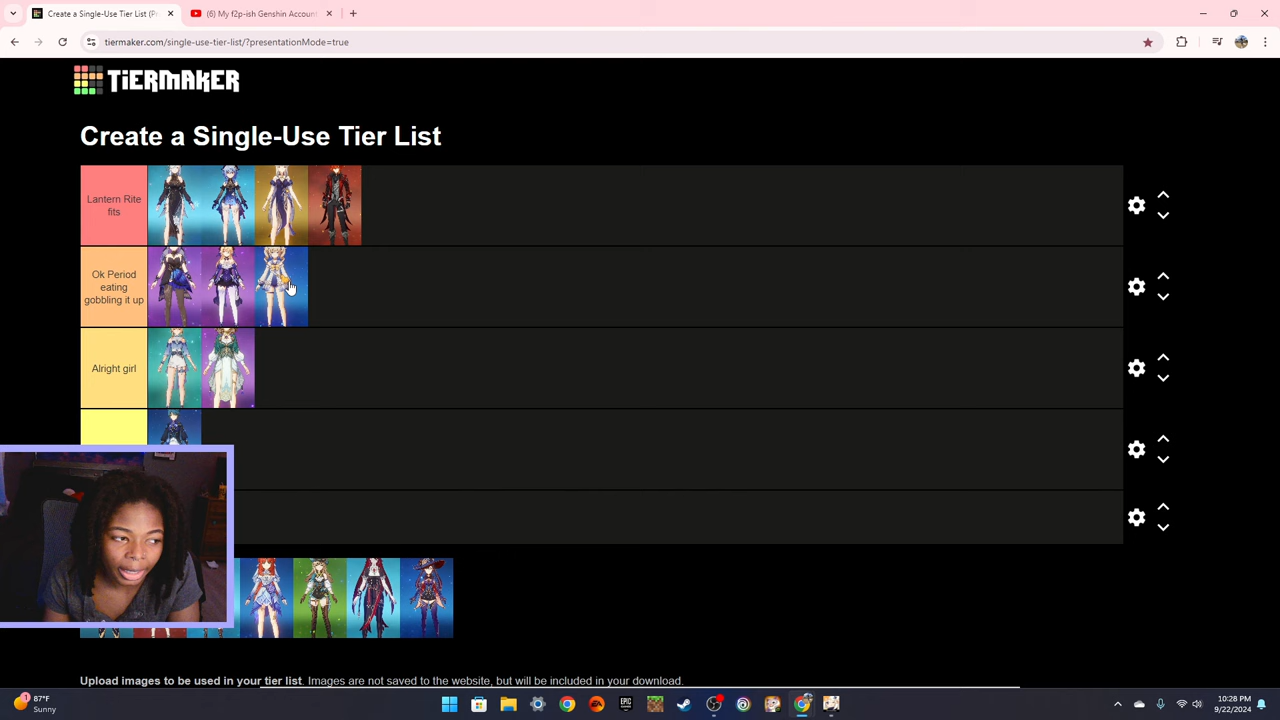 Create a Single-Use Tier List (P
(6) My f2p-ish Genshin Account
tiermaker.com/single-use-tier-list/?presentationMode=true
TiERMAKER
Create a Single-Use Tier List
Lantern Rite
fits
Ok Period
eating
gobbling it up
Alright girl
Upload images to be used in your tier list. Images are not saved to the website, but will be included in your download.
1
87°F
Sunny
EPIC
EA
10:28 PM
9/22/2024